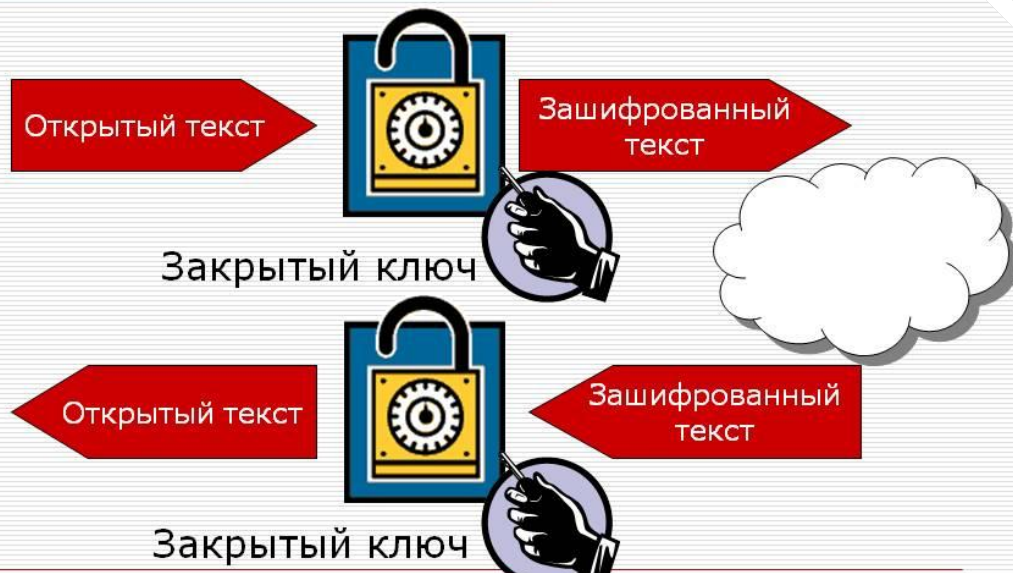 Открытый текст
Зашифрованный
текст
Закрытый ключ
Открытый текст
Зашифрованный
текст
Закрытый ключ